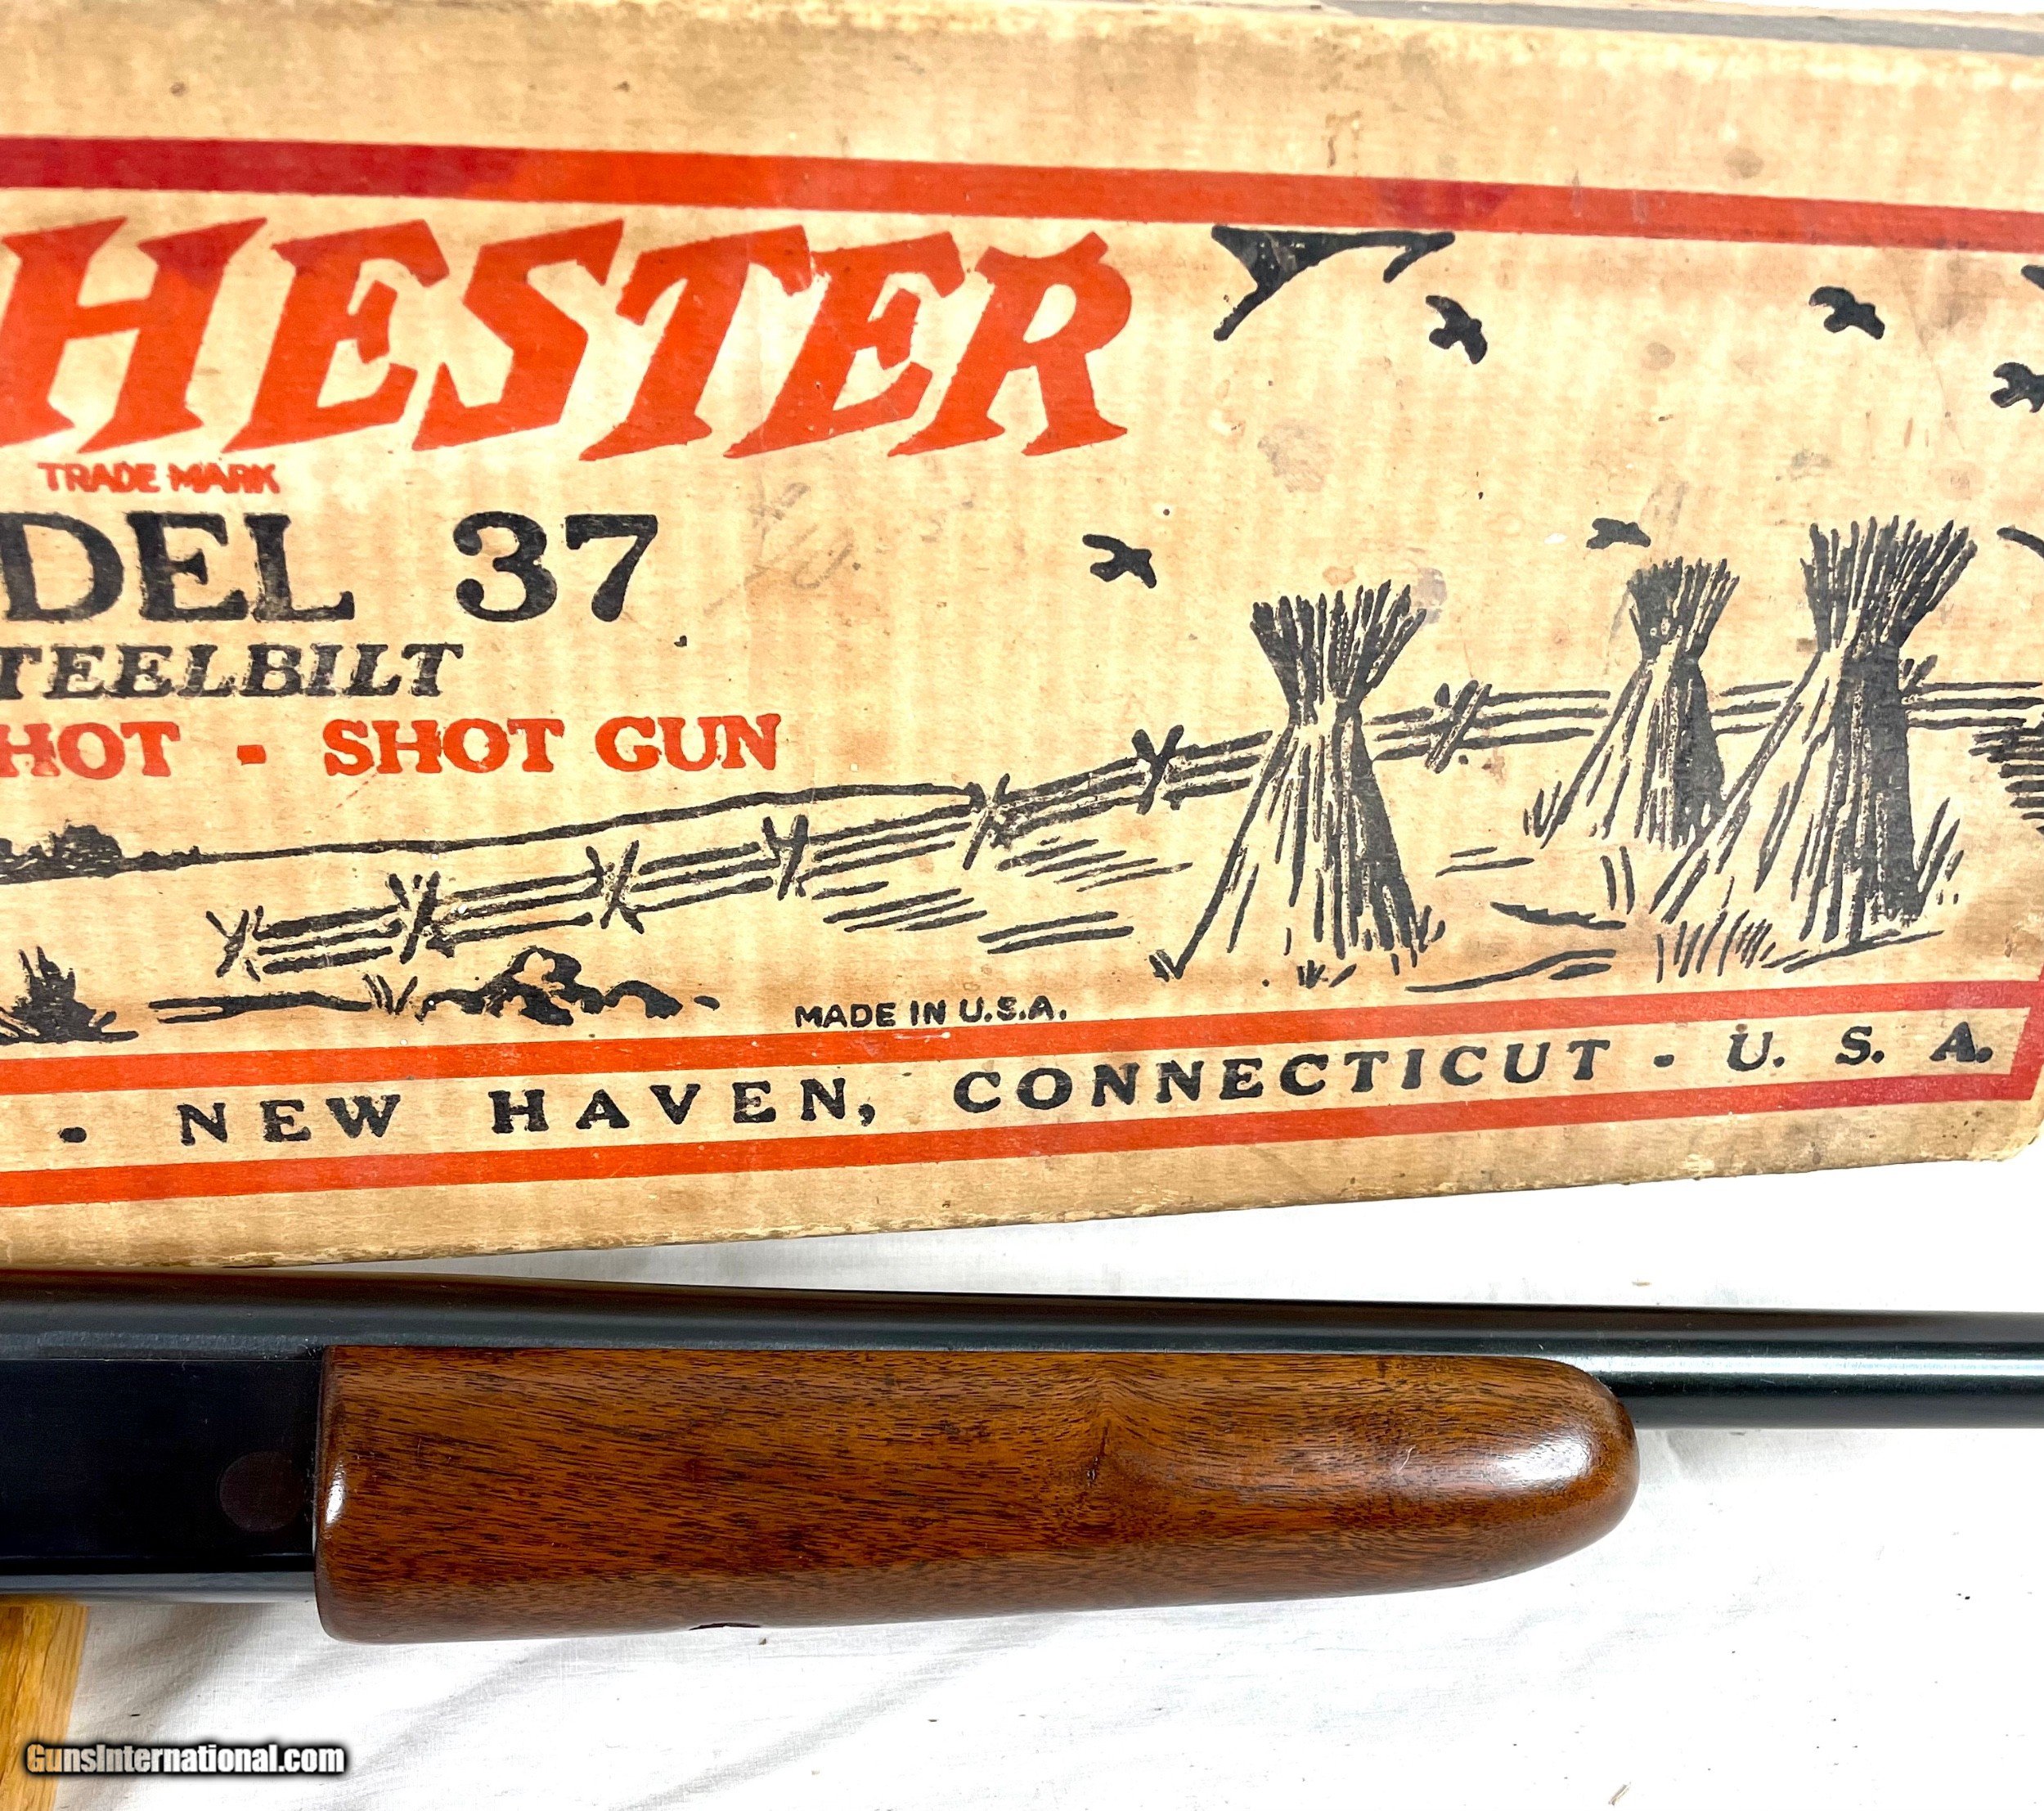 HESTER
TRADE MARK
DEL 37
TEELBILT
HOT - SHOT GUN
MADE IN U.S.A.
- NEW HAVEN, CONNECTICUT - U. S. A.
GunsInternational.com